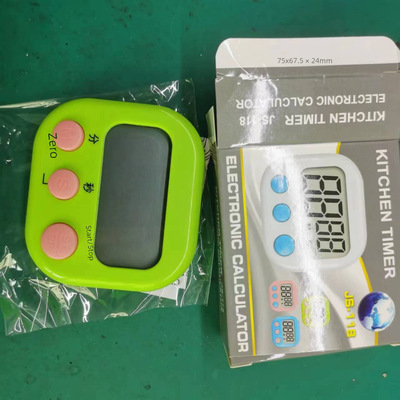 分
秒
Zero
Start/Stop
75x67.5 × 24mm
KITCHEN TIMER JS-118
ELECTRONIC CALCULATOR
KITCHEN TIMER
JS-118
ELECTRONIC CALCULATOR